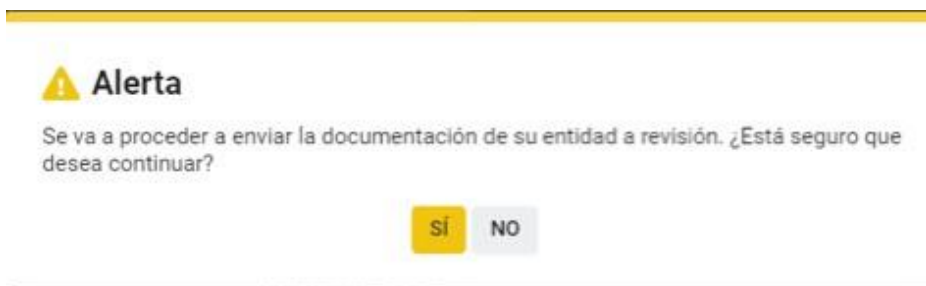 Alerta
Se va a proceder a enviar la documentación de su entidad a revisión. ¿Está seguro que
desea continuar?
SÍ NO